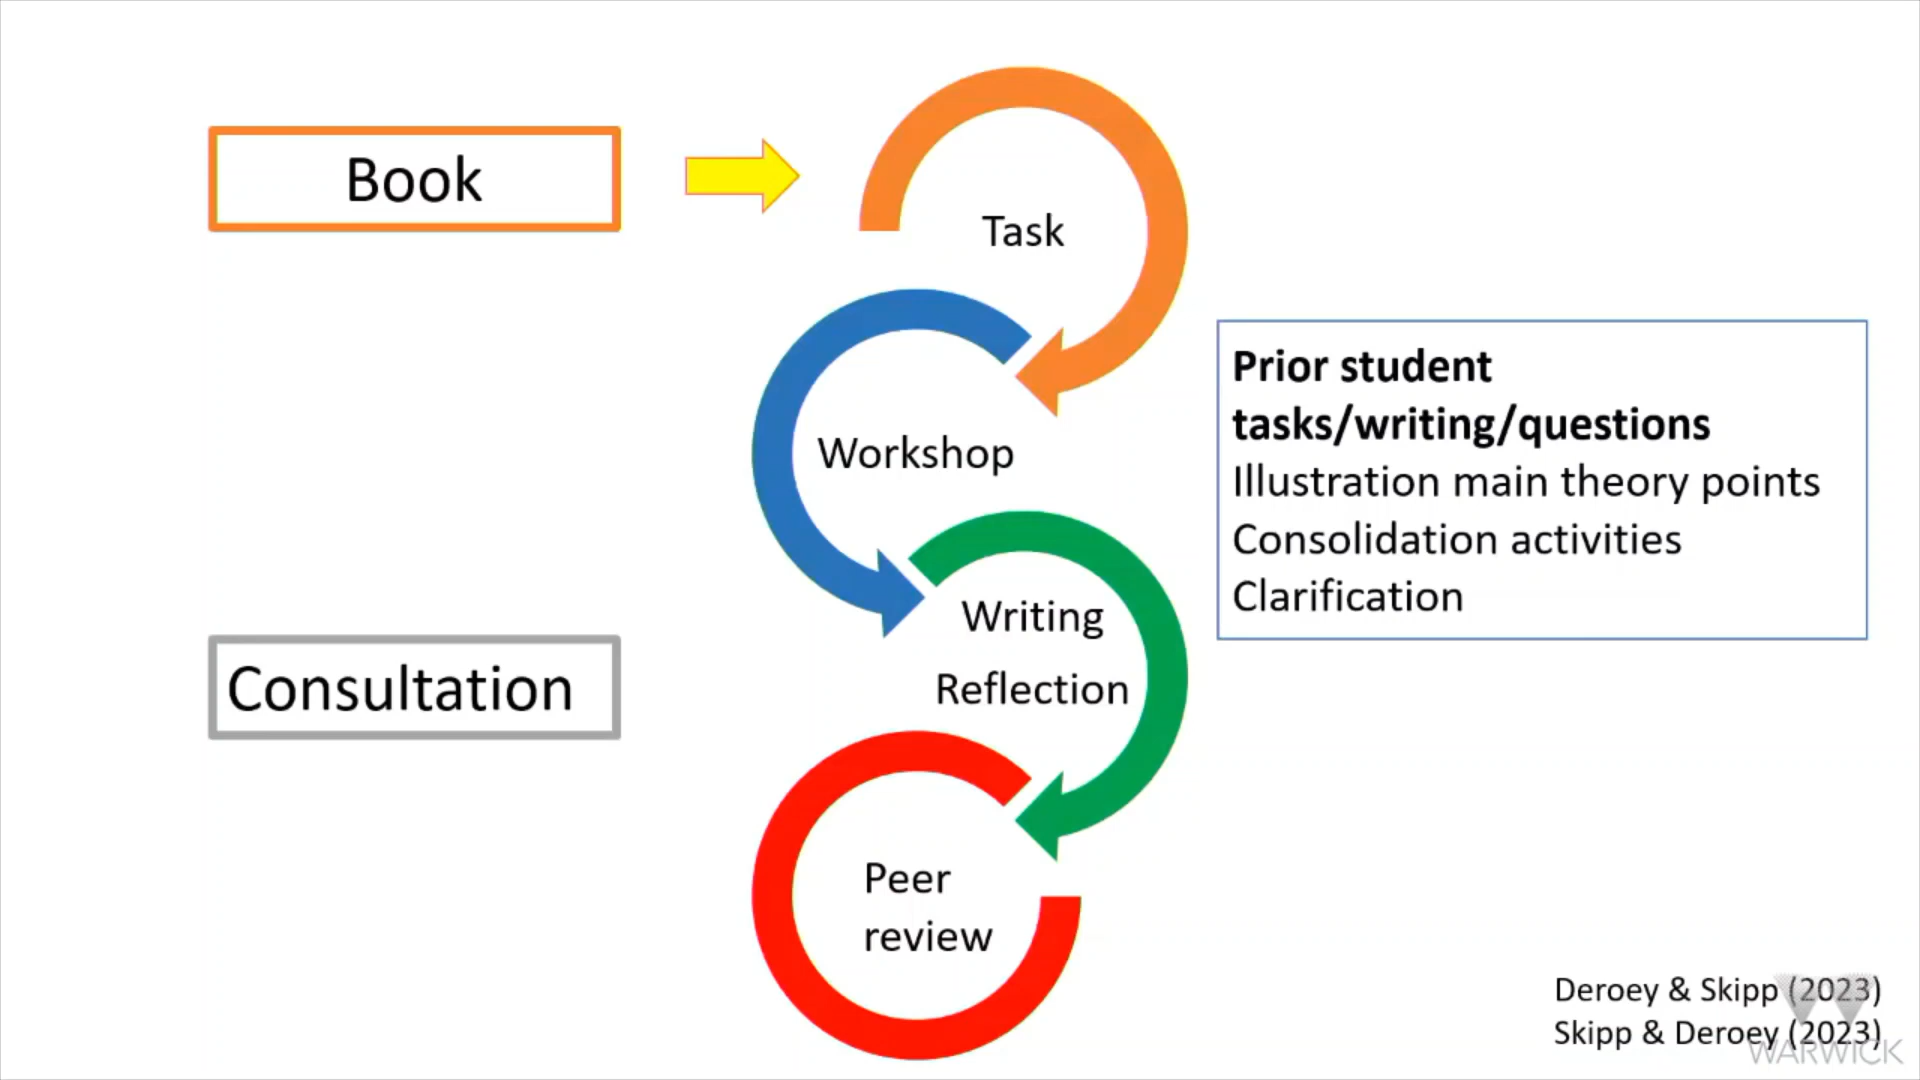 Book
Task
Workshop
Prior student
tasks/writing/questions
Illustration main theory points
Consolidation activities
Clarification
Writing
Reflection
Consultation
Peer
review
Deroey & Skipp (2023)
Skipp & Deroey (2023)
WARWICK